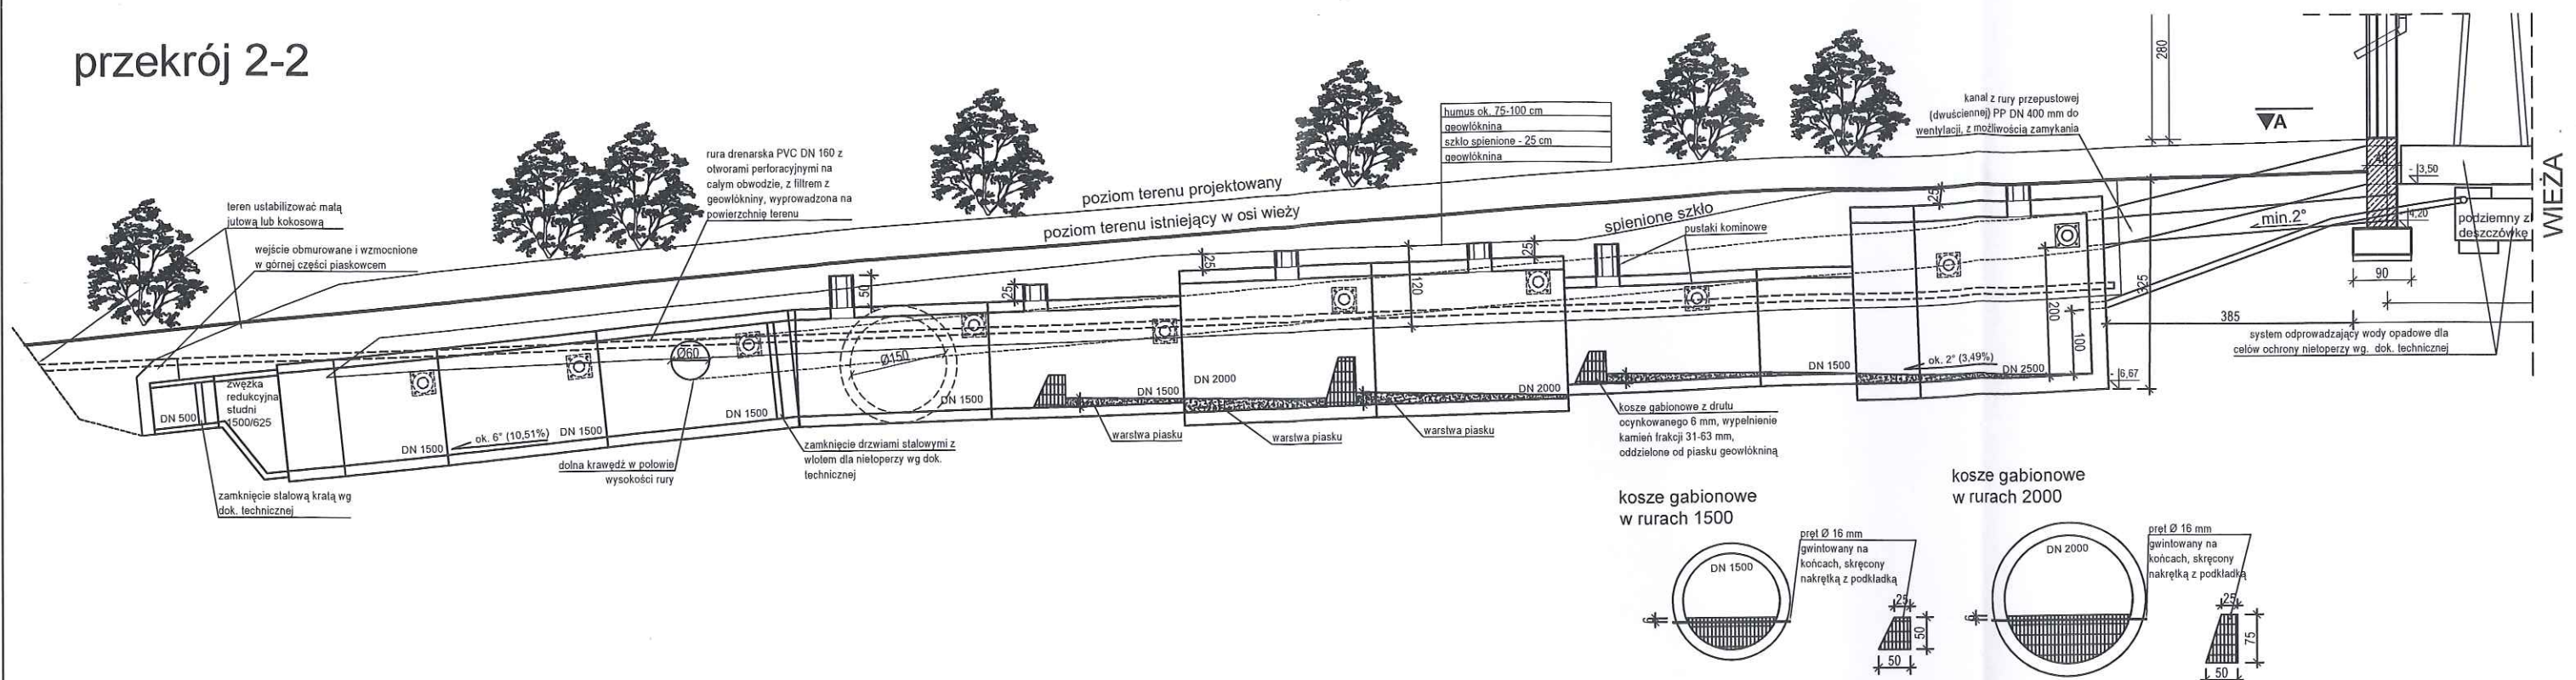 przekrój 2-2
teren ustabilizować matą
jutową lub kokosową
wejście obmurowane i wzmocnione
w górnej części piaskowcem
rura drenarska PVC DN 160 z
otworami perforacyjnymi na
całym obwodzie, z filtrem z
geowłókniny, wyprowadzona na
powierzchnię terenu
poziom terenu projektowany
poziom terenu istniejący w osi wieży
humus ok. 75-100 cm
geowłóknina
szkło spienione - 25 cm
geowłóknina
spienione szkło
pustaki kominowe
kanał z rury przepustowej
(dwuściennej) PP DN 400 mm do
wentylacji, z możliwością zamykania
A
280
- 3,50
4,20
min.2°
podziemny z
deszczówkę
WIEŻA
90
385
325
system odprowadzający wody opadowe dla
celów ochrony nietoperzy wg. dok. technicznej
- 6,67
200
100
25
25
120
25
25
50
Ø150
Ø60
zwężka
redukcyjna
studni
1500/625
DN 500
DN 1500
ok. 6° (10,51%)
DN 1500
DN 1500
DN 1500
DN 1500
DN 2000
DN 2000
DN 1500
ok. 2° (3,49%)
DN 2500
zamknięcie stalową kratą wg
dok. technicznej
dolna krawędź w połowie
wysokości rury
zamknięcie drzwiami stalowymi z
wlotem dla nietoperzy wg dok.
technicznej
warstwa piasku
warstwa piasku
warstwa piasku
kosze gabionowe z drutu
ocynkowanego 6 mm, wypełnienie
kamień frakcji 31-63 mm,
oddzielone od piasku geowłókniną
kosze gabionowe
w rurach 1500
DN 1500
6
pręt Ø 16 mm
gwintowany na
końcach, skręcony
nakrętką z podkładką
25
50
50
kosze gabionowe
w rurach 2000
DN 2000
6
pręt Ø 16 mm
gwintowany na
końcach, skręcony
nakrętką z podkładką
25
75
50